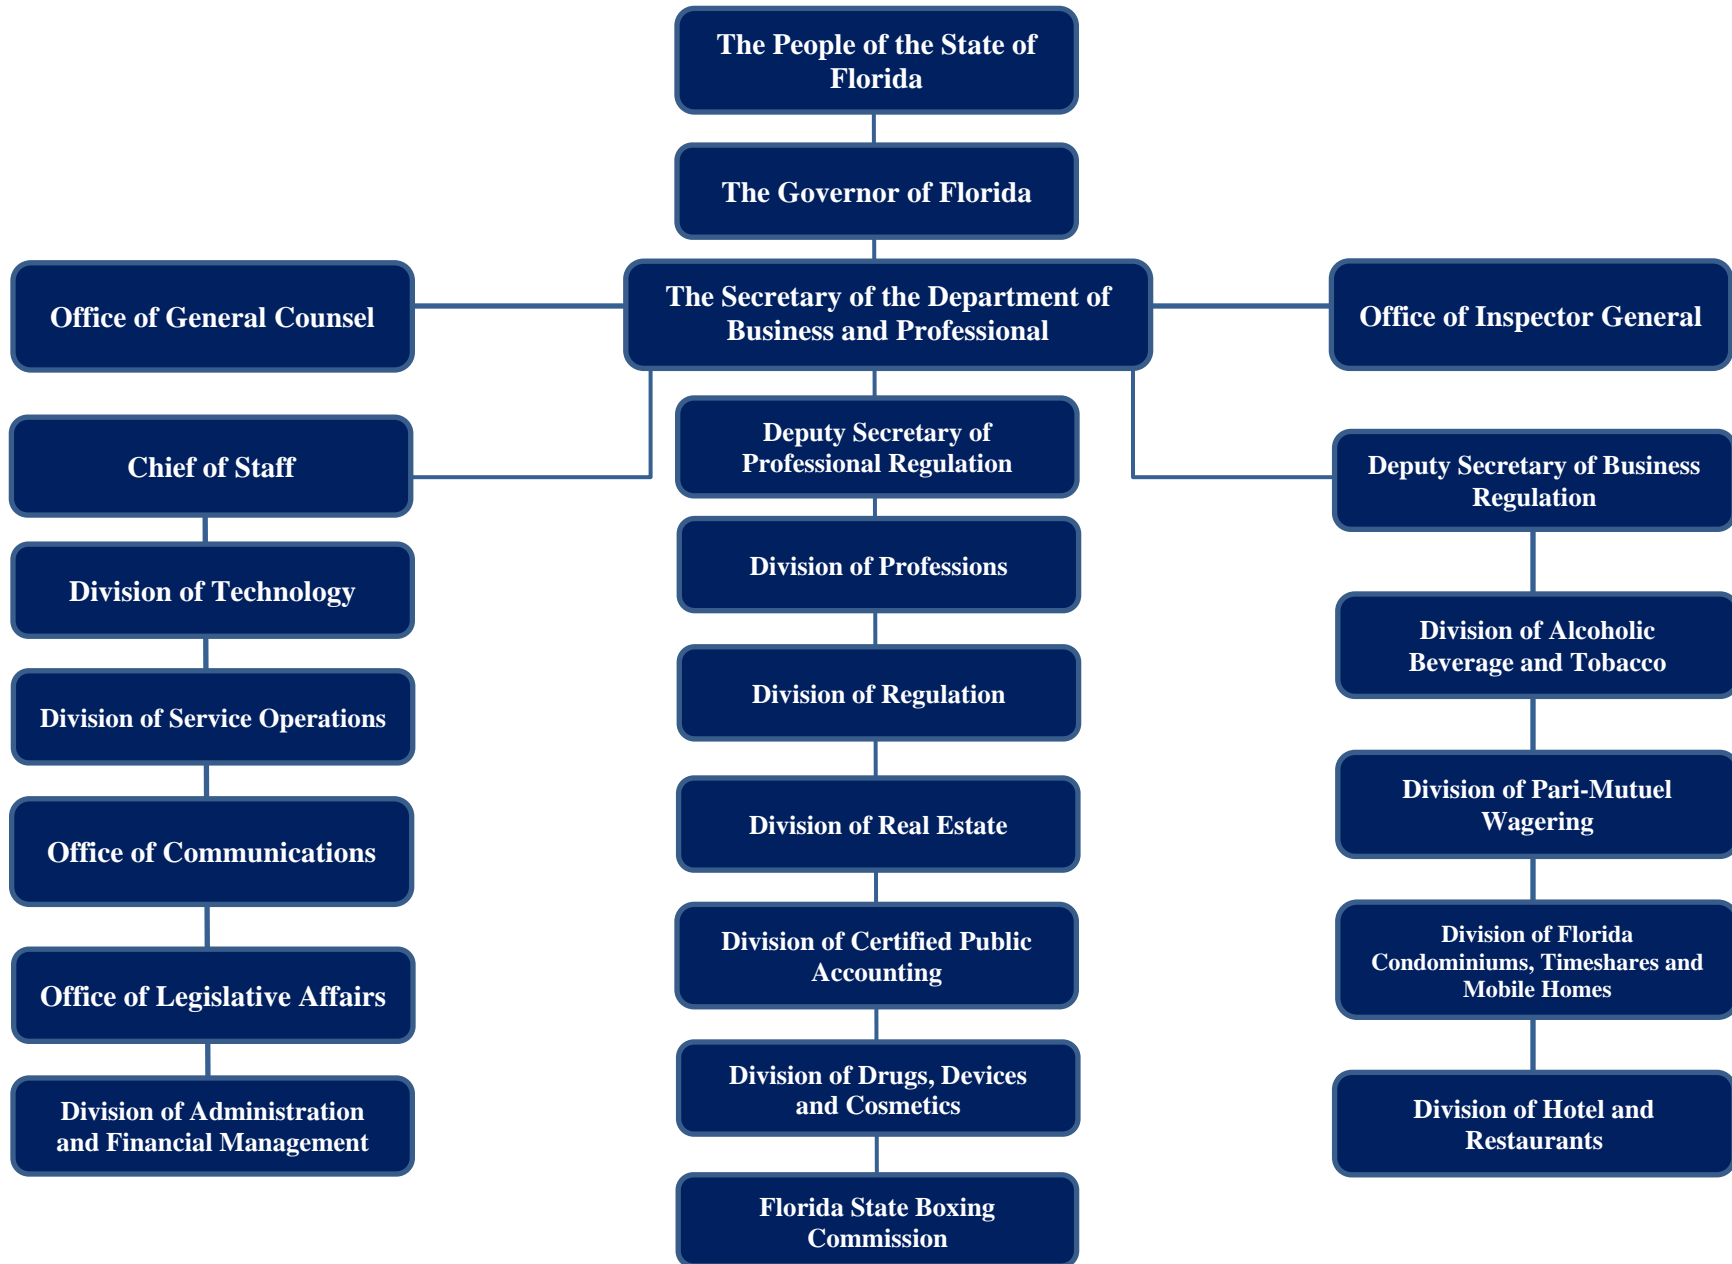 The People of the State of
Florida
The Governor of Florida
Office of General Counsel
The Secretary of the Department of
Business and Professional
Office of Inspector General
Chief of Staff
Division of Technology
Division of Service Operations
Office of Communications
Office of Legislative Affairs
Division of Administration
and Financial Management
Deputy Secretary of
Professional Regulation
Division of Professions
Division of Regulation
Division of Real Estate
Division of Certified Public
Accounting
Division of Drugs, Devices
and Cosmetics
Florida State Boxing
Commission
Deputy Secretary of Business
Regulation
Division of Alcoholic
Beverage and Tobacco
Division of Pari-Mutuel
Wagering
Division of Florida
Condominiums, Timeshares and
Mobile Homes
Division of Hotel and
Restaurants